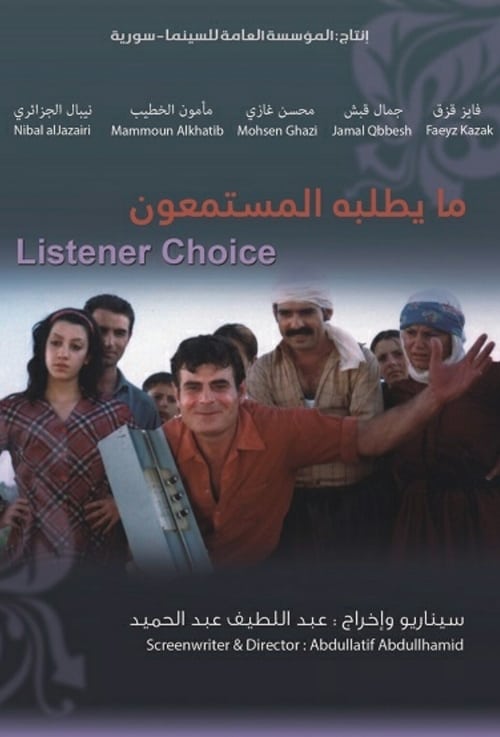 إنتاج: المؤسسة العامة للسينما - سورية
فايز قزق جمال قبش محسن غازي مأمون الخطيب نيبال الجزائري
Nibal alJazairi Mammoun Alkhatib Mohsen Ghazi Jamal Qbbesh Faeyz Kazak
ما يطلبه المستمعون
Listener Choice
سيناريو وإخراج : عبد اللطيف عبد الحميد
Screenwriter & Director : Abdullatif Abdullhamid